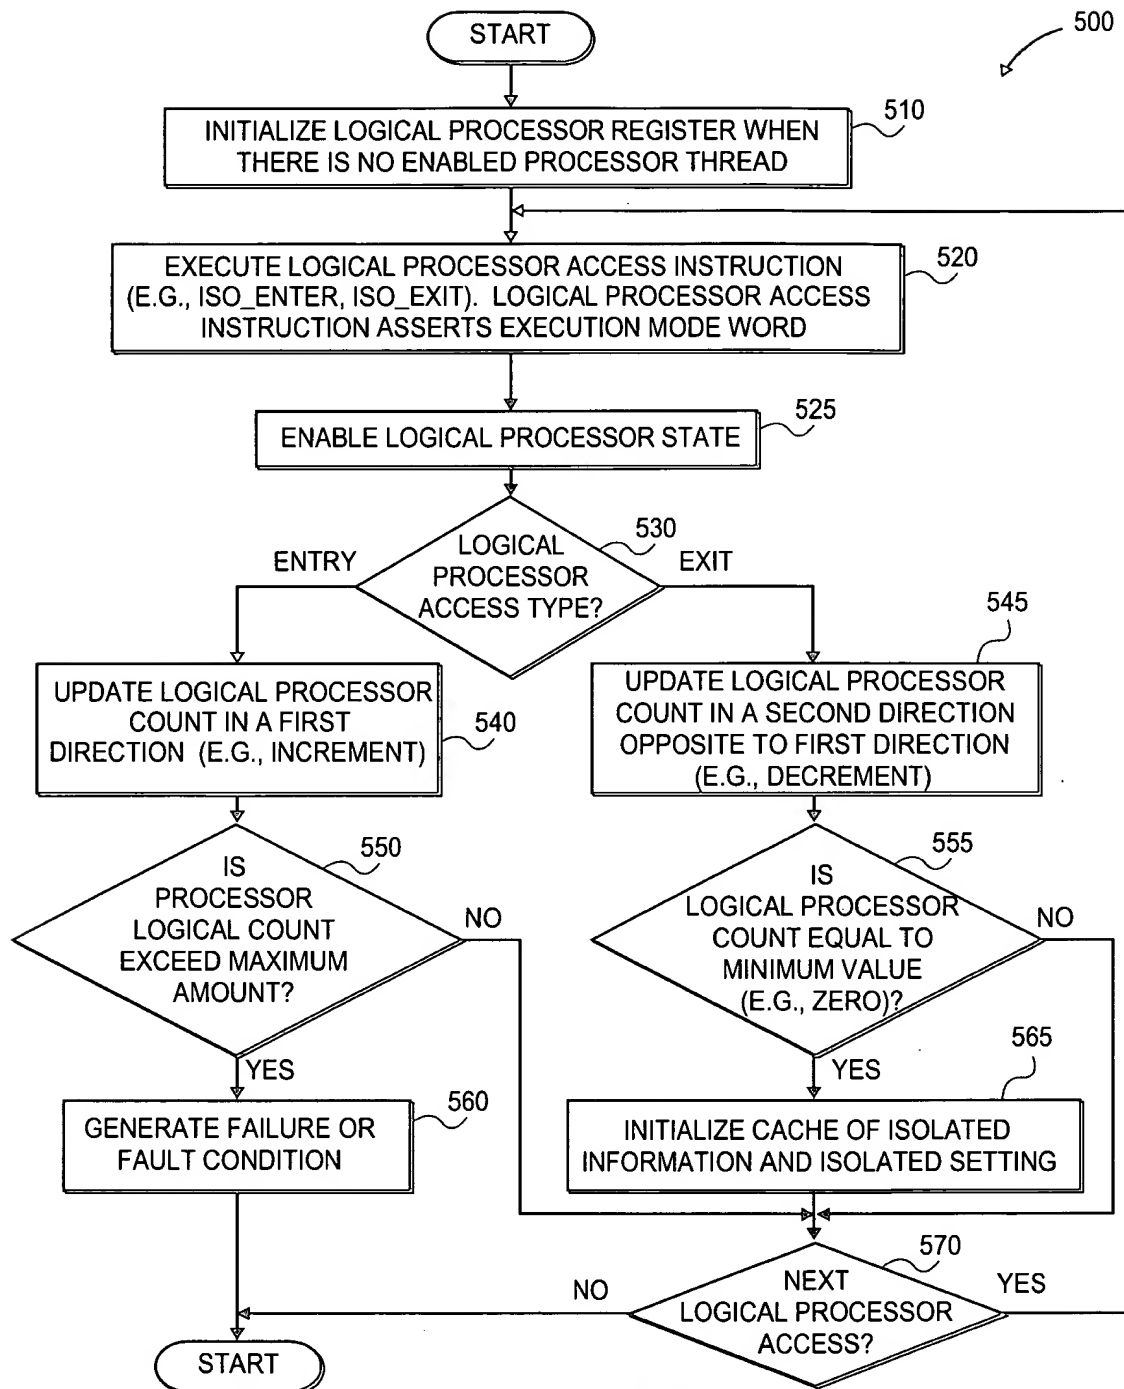 START
500
INITIALIZE LOGICAL PROCESSOR REGISTER WHEN
THERE IS NO ENABLED PROCESSOR THREAD
510
EXECUTE LOGICAL PROCESSOR ACCESS INSTRUCTION
(E.G., ISO_ENTER, ISO_EXIT). LOGICAL PROCESSOR ACCESS
INSTRUCTION ASSERTS EXECUTION MODE WORD
520
ENABLE LOGICAL PROCESSOR STATE
525
LOGICAL
PROCESSOR
ACCESS TYPE?
530
ENTRY
EXIT
UPDATE LOGICAL PROCESSOR
COUNT IN A FIRST
DIRECTION (E.G., INCREMENT)
540
UPDATE LOGICAL PROCESSOR
COUNT IN A SECOND DIRECTION
OPPOSITE TO FIRST DIRECTION
(E.G., DECREMENT)
545
IS
PROCESSOR
LOGICAL COUNT
EXCEED MAXIMUM
AMOUNT?
550
NO
YES
IS
LOGICAL PROCESSOR
COUNT EQUAL TO
MINIMUM VALUE
(E.G., ZERO)?
555
NO
YES
GENERATE FAILURE OR
FAULT CONDITION
560
INITIALIZE CACHE OF ISOLATED
INFORMATION AND ISOLATED SETTING
565
NEXT
LOGICAL PROCESSOR
ACCESS?
570
NO
YES
START